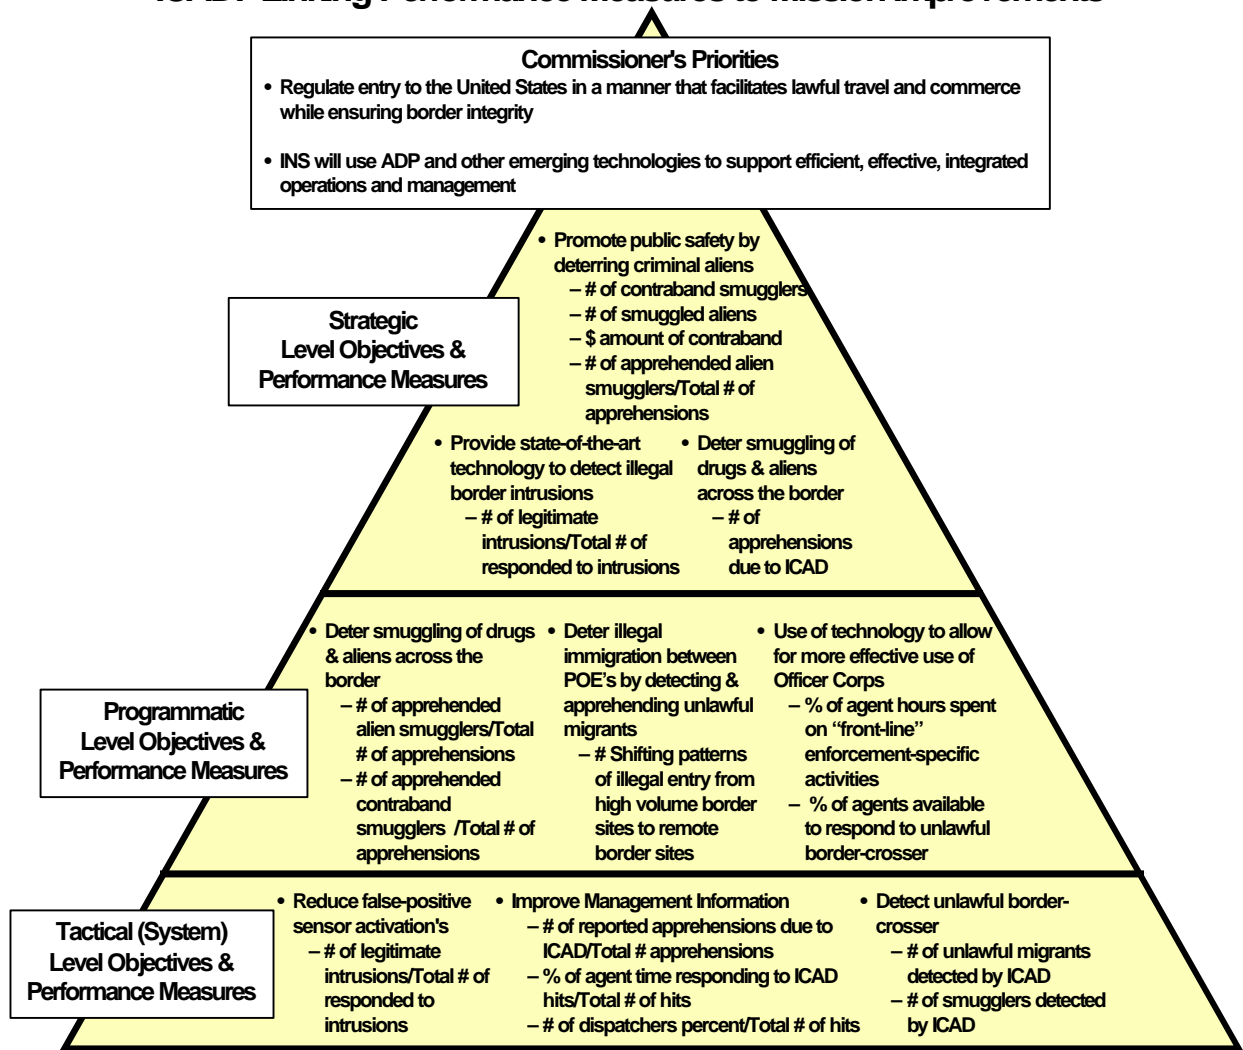 ICAD: Linking Performance Measures to Mission Improvements
Commissioner's Priorities
• Regulate entry to the United States in a manner that facilitates lawful travel and commerce
while ensuring border integrity
• INS will use ADP and other emerging technologies to support efficient, effective, integrated
operations and management
Strategic
Level Objectives &
Performance Measures
• Promote public safety by
deterring criminal aliens
– # of contraband smugglers
– # of smuggled aliens
– $ amount of contraband
– # of apprehended alien
smugglers/Total # of
apprehensions
• Provide state-of-the-art
technology to detect illegal
border intrusions
– # of legitimate
intrusions/Total # of
responded to intrusions
• Deter smuggling of
drugs & aliens
across the border
– # of
apprehensions
due to ICAD
Programmatic
Level Objectives &
Performance Measures
• Deter smuggling of drugs
& aliens across the
border
– # of apprehended
alien smugglers/Total
# of apprehensions
– # of apprehended
contraband
smugglers /Total # of
apprehensions
• Deter illegal
immigration between
POE's by detecting &
apprehending unlawful
migrants
– # Shifting patterns
of illegal entry from
high volume border
sites to remote
border sites
• Use of technology to allow
for more effective use of
Officer Corps
– % of agent hours spent
on “front-line”
enforcement-specific
activities
– % of agents available
to respond to unlawful
border-crosser
Tactical (System)
Level Objectives &
Performance Measures
• Reduce false-positive
sensor activation's
– # of legitimate
intrusions/Total # of
responded to
intrusions
• Improve Management Information
– # of reported apprehensions due to
ICAD/Total # apprehensions
– % of agent time responding to ICAD
hits/Total # of hits
– # of dispatchers percent/Total # of hits
• Detect unlawful border-
crosser
– # of unlawful migrants
detected by ICAD
– # of smugglers detected
by ICAD